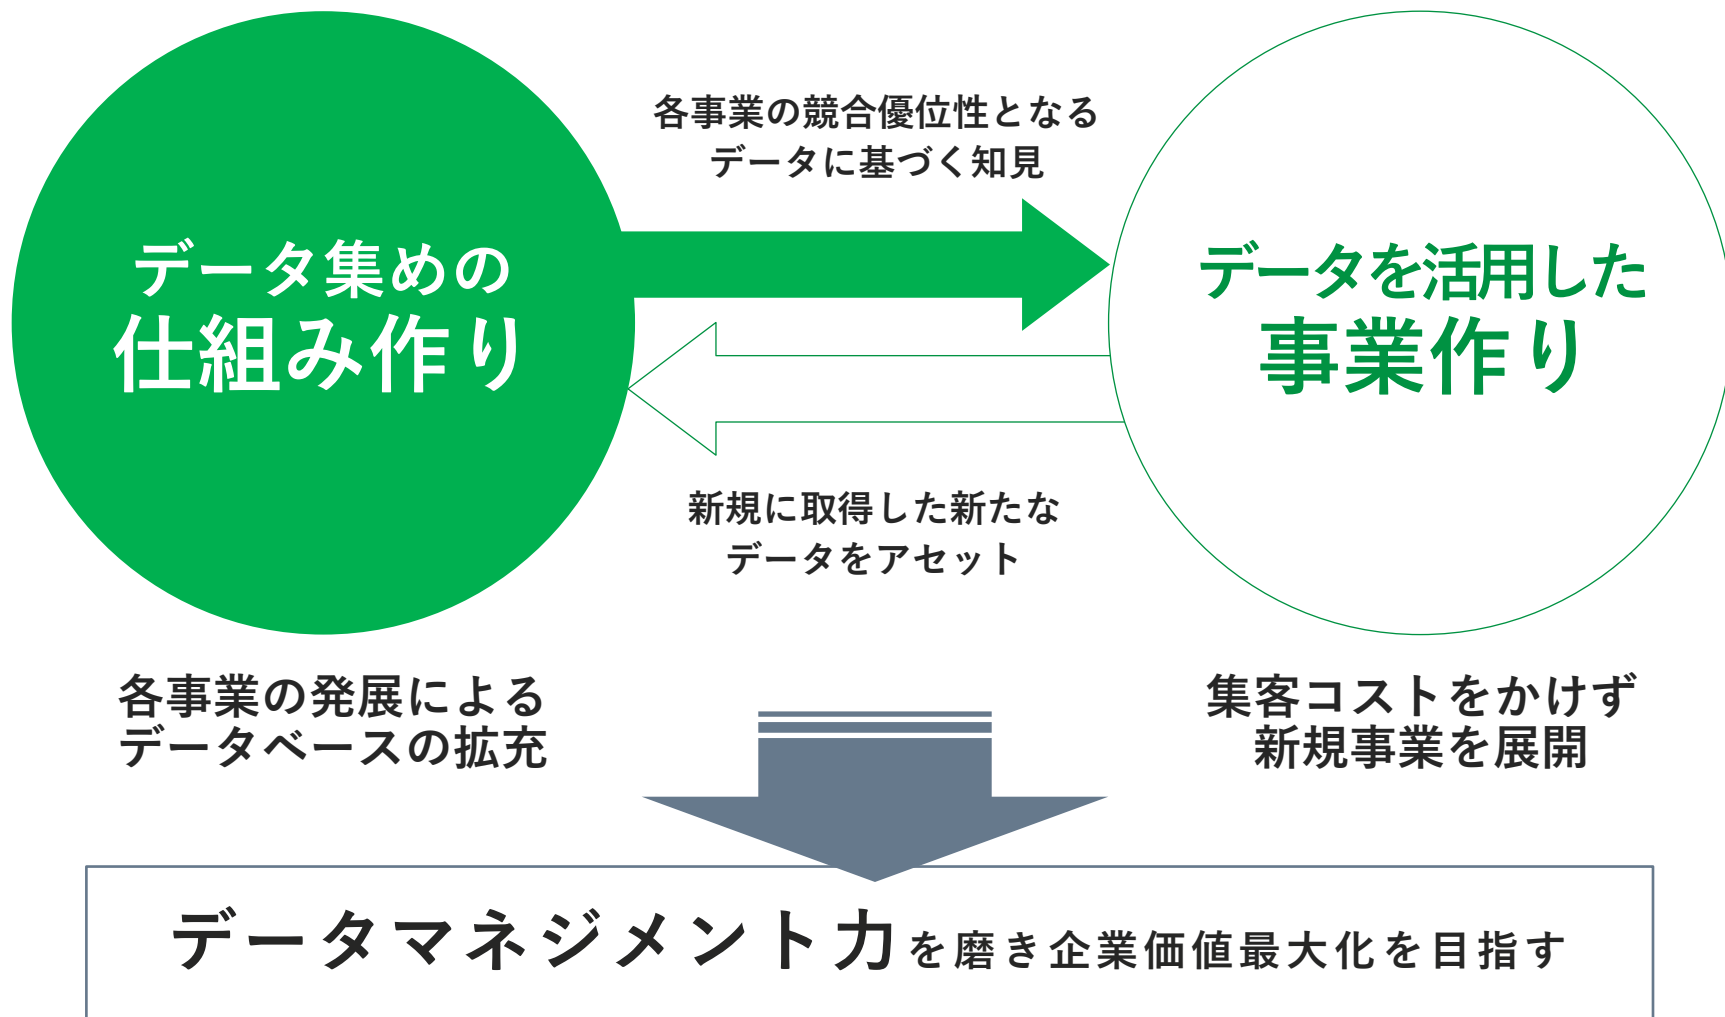 各事業の競合優位性となる
データに基づく知見
データ集めの
仕組み作り
データを活用した
事業作り
新規に取得した新たな
データをアセット
各事業の発展による
データベースの拡充
集客コストをかけず
新規事業を展開
データマネジメント力を磨き企業価値最大化を目指す